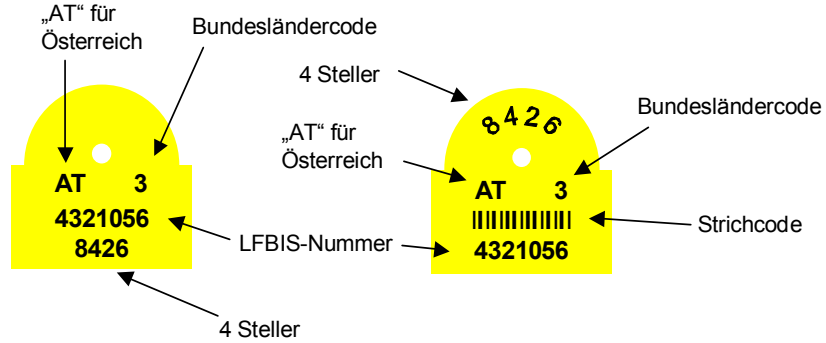 „AT“ für
Österreich
Bundesländercode
AT 3
4321056
8426
LFBIS-Nummer
4 Steller
4 Steller
8426
Bundesländercode
„AT“ für
Österreich
AT 3
Strichcode
4321056